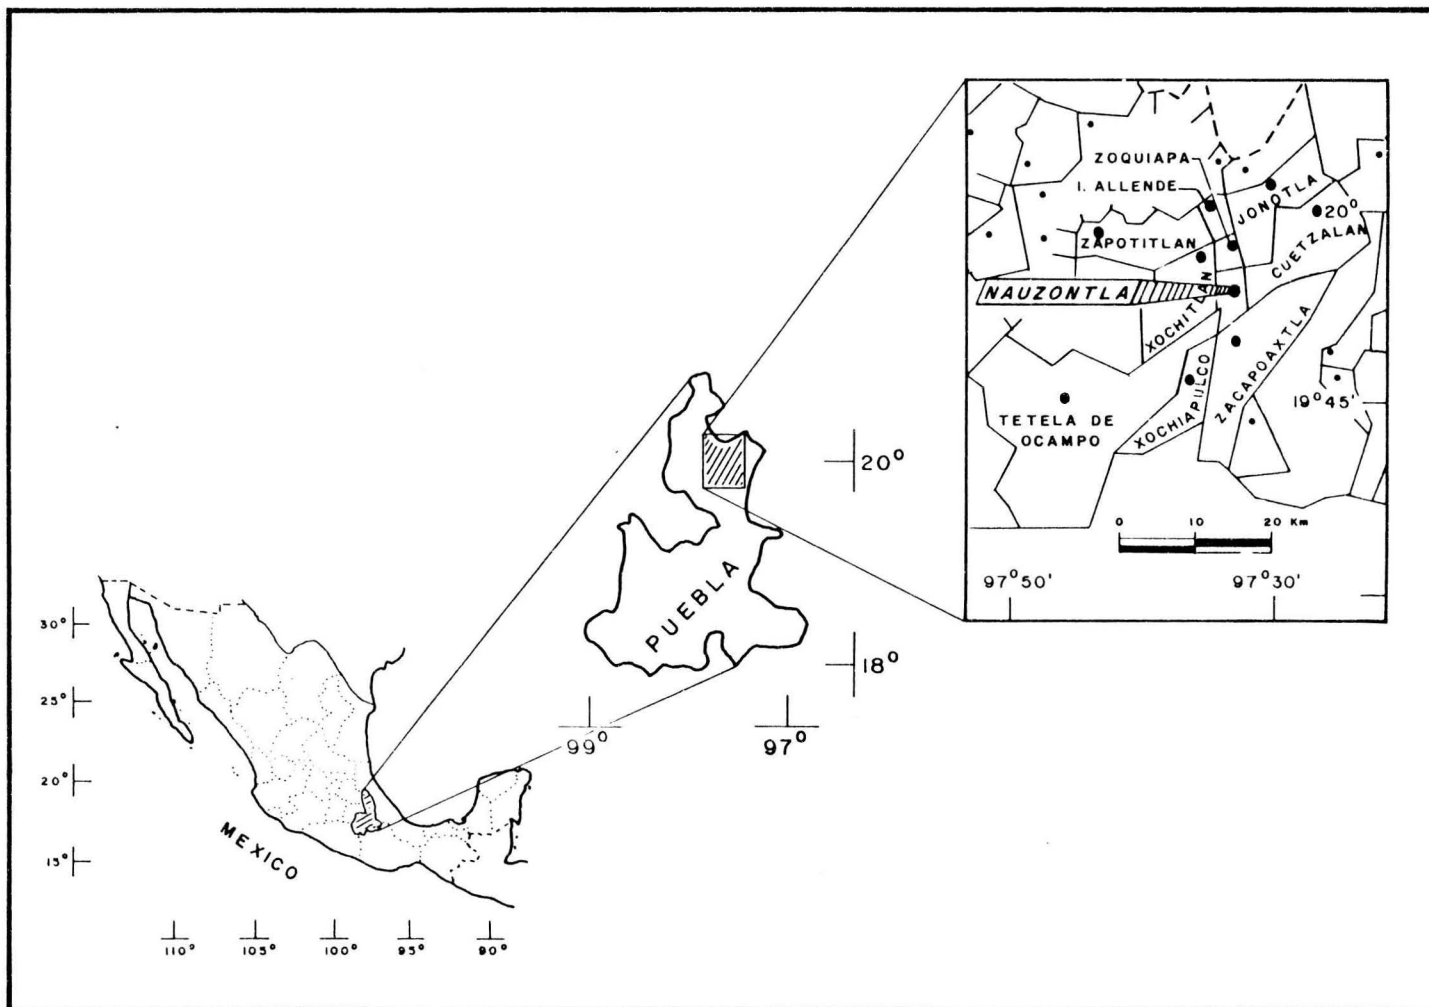 ZOQUIAPA
I. ALLENDE
JONOTLA
20°
ZAPOTITLAN
CUETZALAN
NAUZONTLA
XOCHITLAN
ZACAPOAXTLA
XOCHIAPULCO
19°45'
TETELA DE
OCAMPO
0 10 20 Km
97°50' 97°30'
20°
PUEBLA
18°
99° 97°
30°
25°
20°
15°
MEXICO
110° 105° 100° 95° 90°